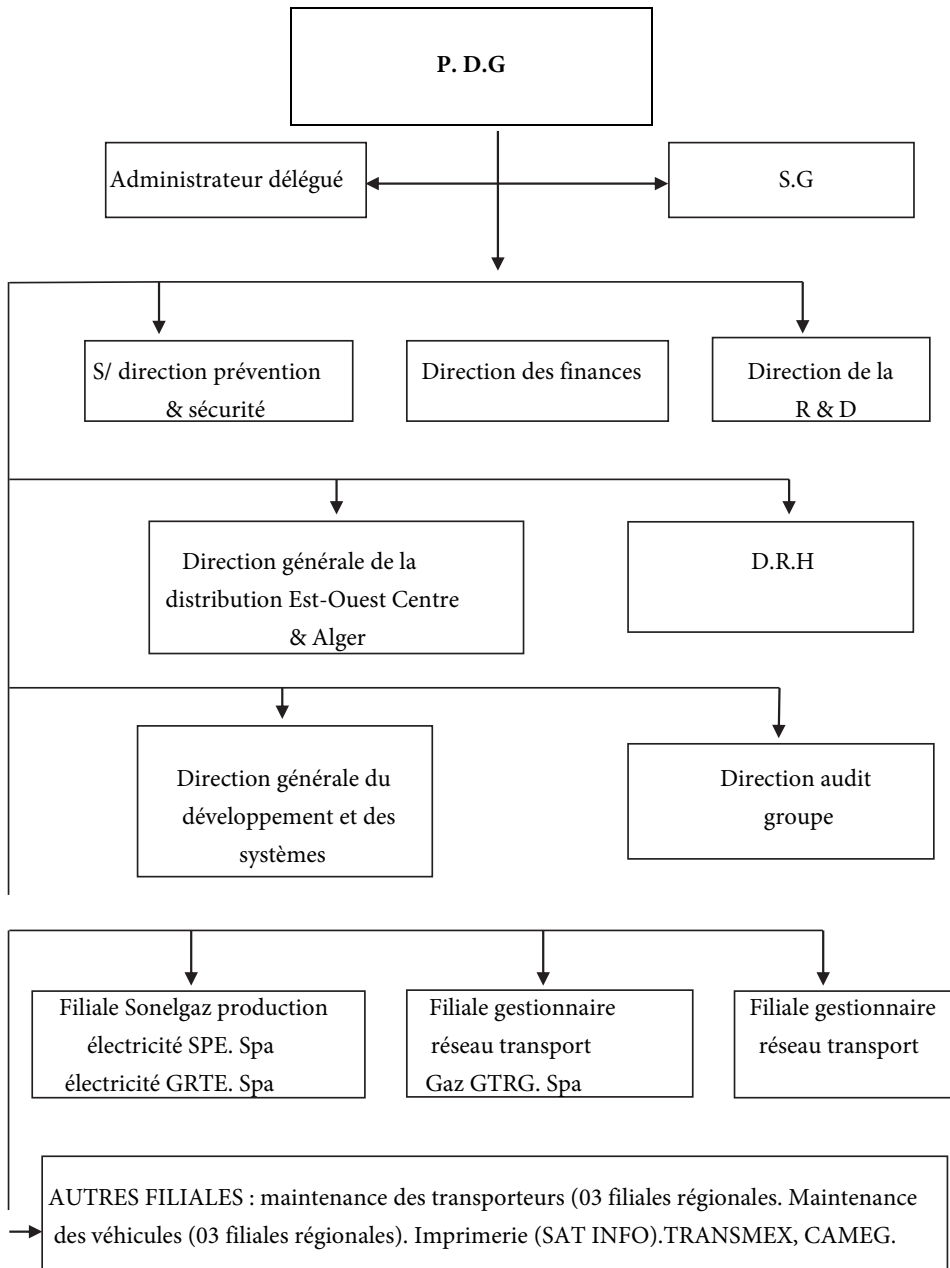 P. D.G
Administrateur délégué
S.G
S/ direction prévention
& sécurité
Direction des finances
Direction de la
R & D
Direction générale de la
distribution Est-Ouest Centre
& Alger
D.R.H
Direction générale du
développement et des
systèmes
Direction audit
groupe
Filiale Sonelgaz production
électricité SPE. Spa
électricité GRTE. Spa
Filiale gestionnaire
réseau transport
Gaz GTRG. Spa
Filiale gestionnaire
réseau transport
AUTRES FILIALES : maintenance des transporteurs (03 filiales régionales. Maintenance
des véhicules (03 filiales régionales). Imprimerie (SAT INFO).TRANSMEX, CAMEG.